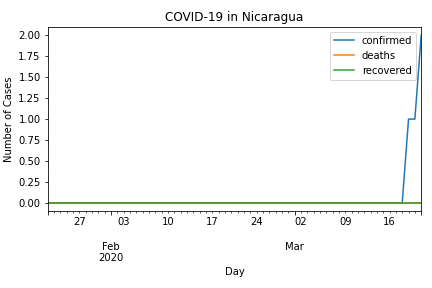 COVID-19 in Nicaragua
confirmed
deaths
recovered
Number of Cases
2.00
1.75
1.50
1.25
1.00
0.75
0.50
0.25
0.00
27 03 10 17 24 02 09 16
Feb Mar
2020
Day